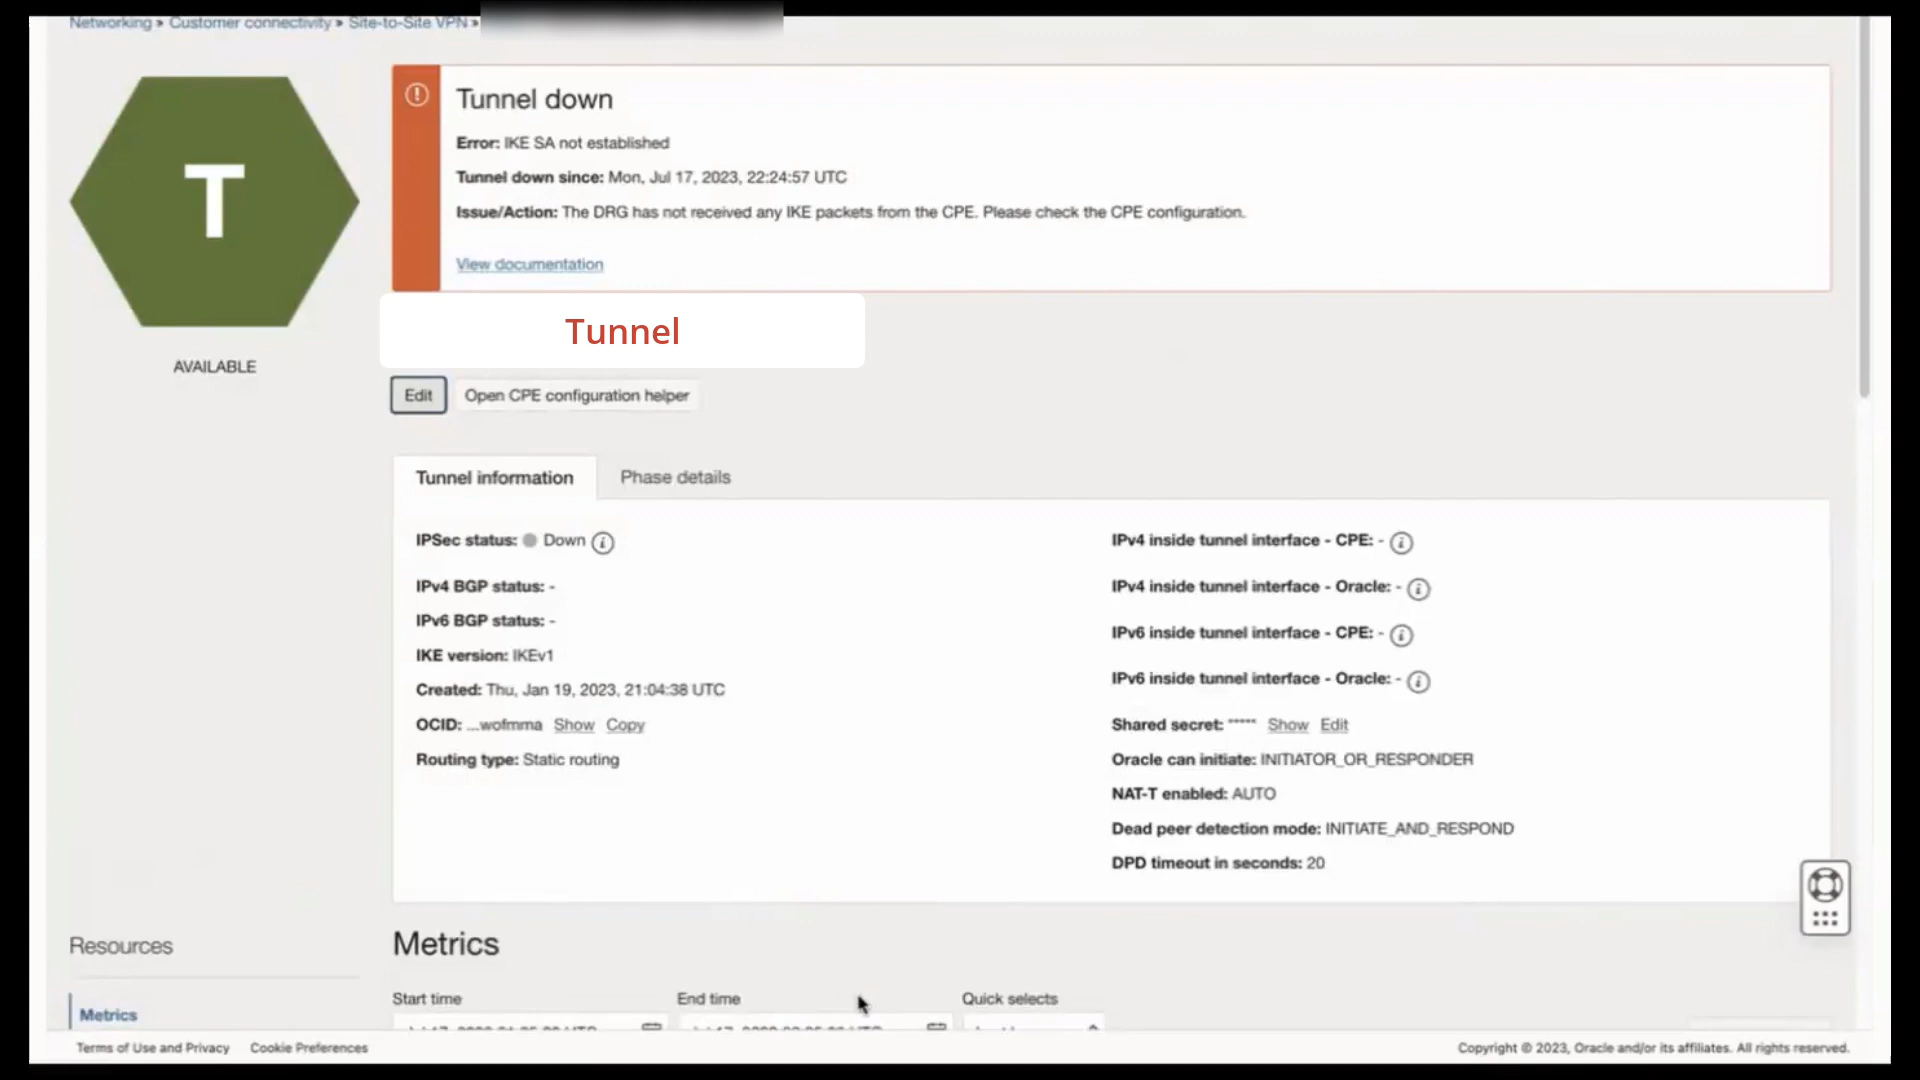 Networking » Customer connectivity » Site-to-Site VPN »
T
AVAILABLE
Tunnel down
Error: IKE SA not established
Tunnel down since: Mon, Jul 17, 2023, 22:24:57 UTC
Issue/Action: The DRG has not received any IKE packets from the CPE. Please check the CPE configuration.
View documentation
Tunnel
Edit Open CPE configuration helper
Tunnel information Phase details
IPSec status: Down
IPv4 BGP status: -
IPv6 BGP status: -
IKE version: IKEv1
Created: Thu, Jan 19, 2023, 21:04:38 UTC
OCID: ...wofmma Show Copy
Routing type: Static routing
IPv4 inside tunnel interface - CPE: -
IPv4 inside tunnel interface - Oracle: -
IPv6 inside tunnel interface - CPE: -
IPv6 inside tunnel interface - Oracle: -
Shared secret: ***** Show Edit
Oracle can initiate: INITIATOR_OR_RESPONDER
NAT-T enabled: AUTO
Dead peer detection mode: INITIATE_AND_RESPOND
DPD timeout in seconds: 20
Resources
Metrics
Metrics
Start time End time Quick selects
Terms of Use and Privacy Cookie Preferences
Copyright © 2023, Oracle and/or its affiliates. All rights reserved.